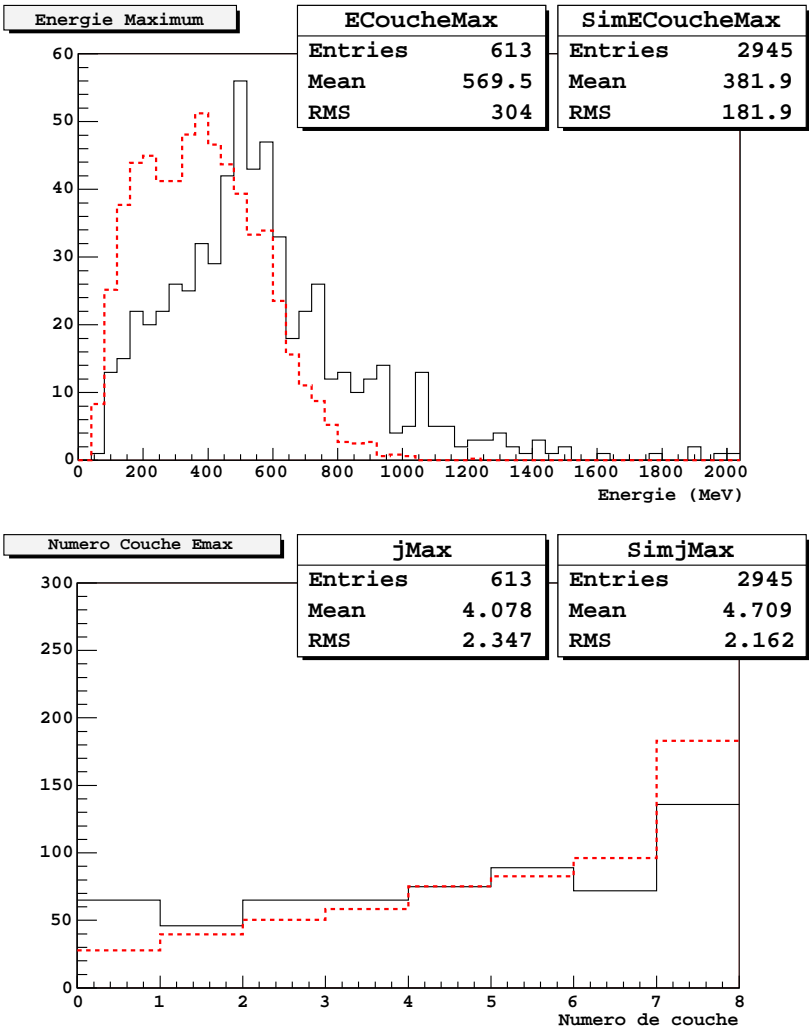 Energie Maximum
ECoucheMax
Entries 613
Mean 569.5
RMS 304
SimECoucheMax
Entries 2945
Mean 381.9
RMS 181.9
60
50
40
30
20
10
0
0 200 400 600 800 1000 1200 1400 1600 1800 2000
Energie (MeV)
Numero Couche Emax
jMax
Entries 613
Mean 4.078
RMS 2.347
SimjMax
Entries 2945
Mean 4.709
RMS 2.162
300
250
200
150
100
50
0
0 1 2 3 4 5 6 7 8
Numero de couche